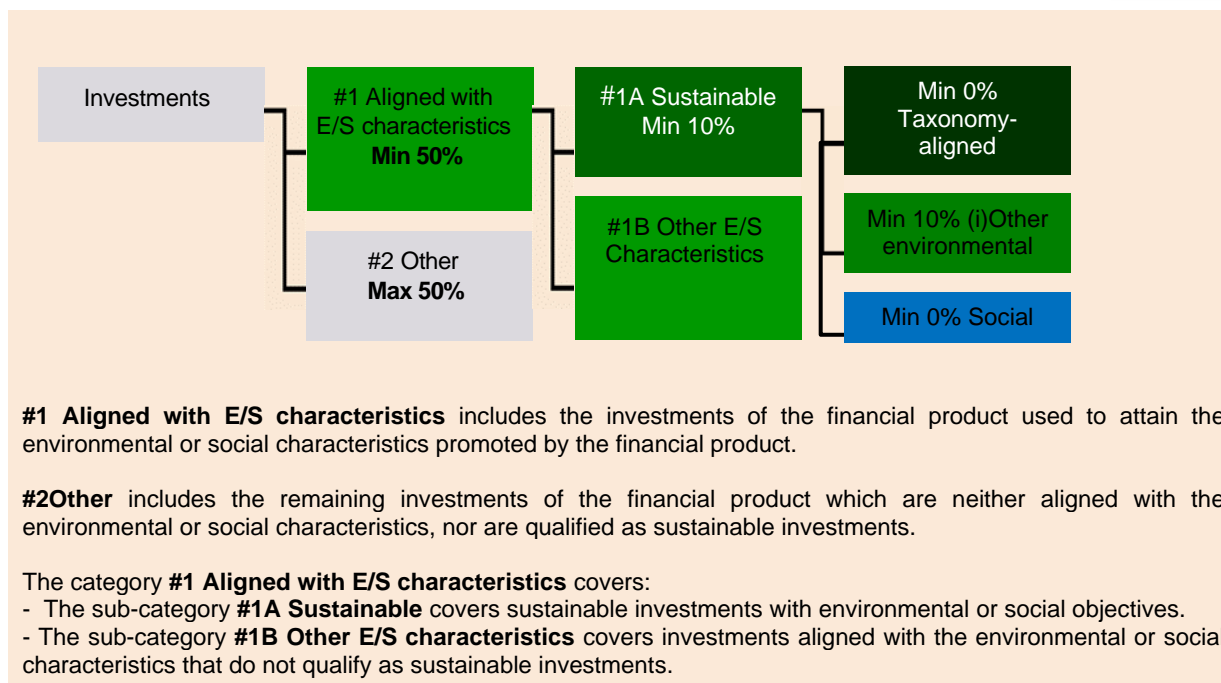 Investments
#1 Aligned with
E/S characteristics
Min 50%
#2 Other
Max 50%
#1A Sustainable
Min 10%
#1B Other E/S
Characteristics
Min 0%
Taxonomy-
aligned
Min 10% (i)Other
environmental
Min 0% Social
#1 Aligned with E/S characteristics includes the investments of the financial product used to attain the
environmental or social characteristics promoted by the financial product.
#2Other includes the remaining investments of the financial product which are neither aligned with the
environmental or social characteristics, nor are qualified as sustainable investments.
The category #1 Aligned with E/S characteristics covers:
- The sub-category #1A Sustainable covers sustainable investments with environmental or social objectives.
- The sub-category #1B Other E/S characteristics covers investments aligned with the environmental or social
characteristics that do not qualify as sustainable investments.